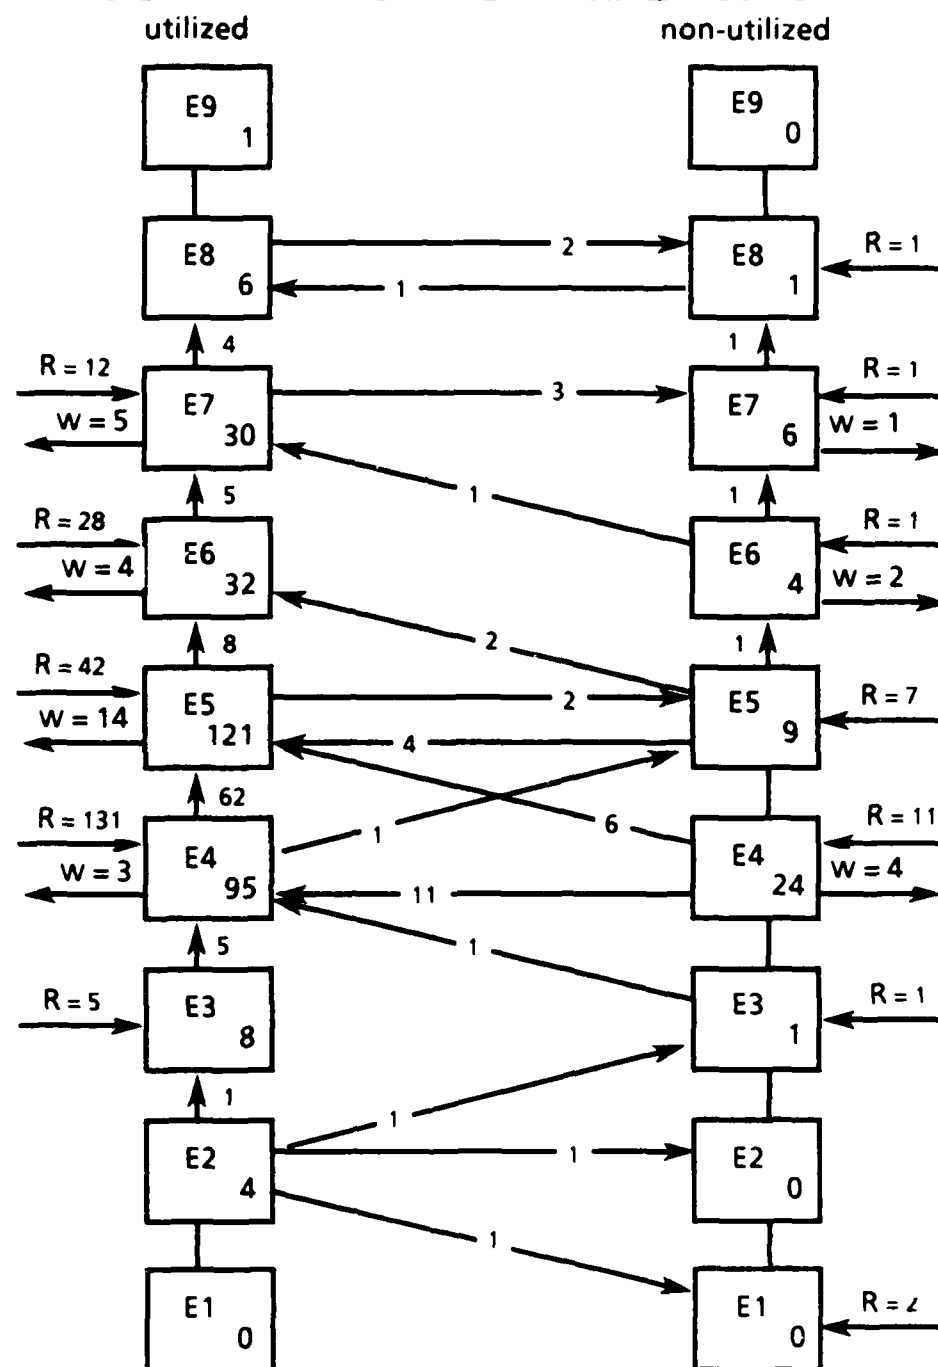 utilized non-utilized
E9 E9
1 0
E8 2 E8 R = 1
6 1 1
4 1
R = 12 E7 3 E7 R = 1
W = 5 30 6 W = 1
5 1 1
R = 28 E6 E6 R = 1
W = 4 32 4 W = 2
8 2 1
R = 42 E5 2 E5 R = 7
W = 14 121 4 9
62
R = 131 E4 1 6 E4 R = 11
W = 3 95 11 24 W = 4
5 1
R = 5 E3 E3 R = 1
8 1
1 1
E2 1 E2
4 0
1
E1 E1 R =
0 0